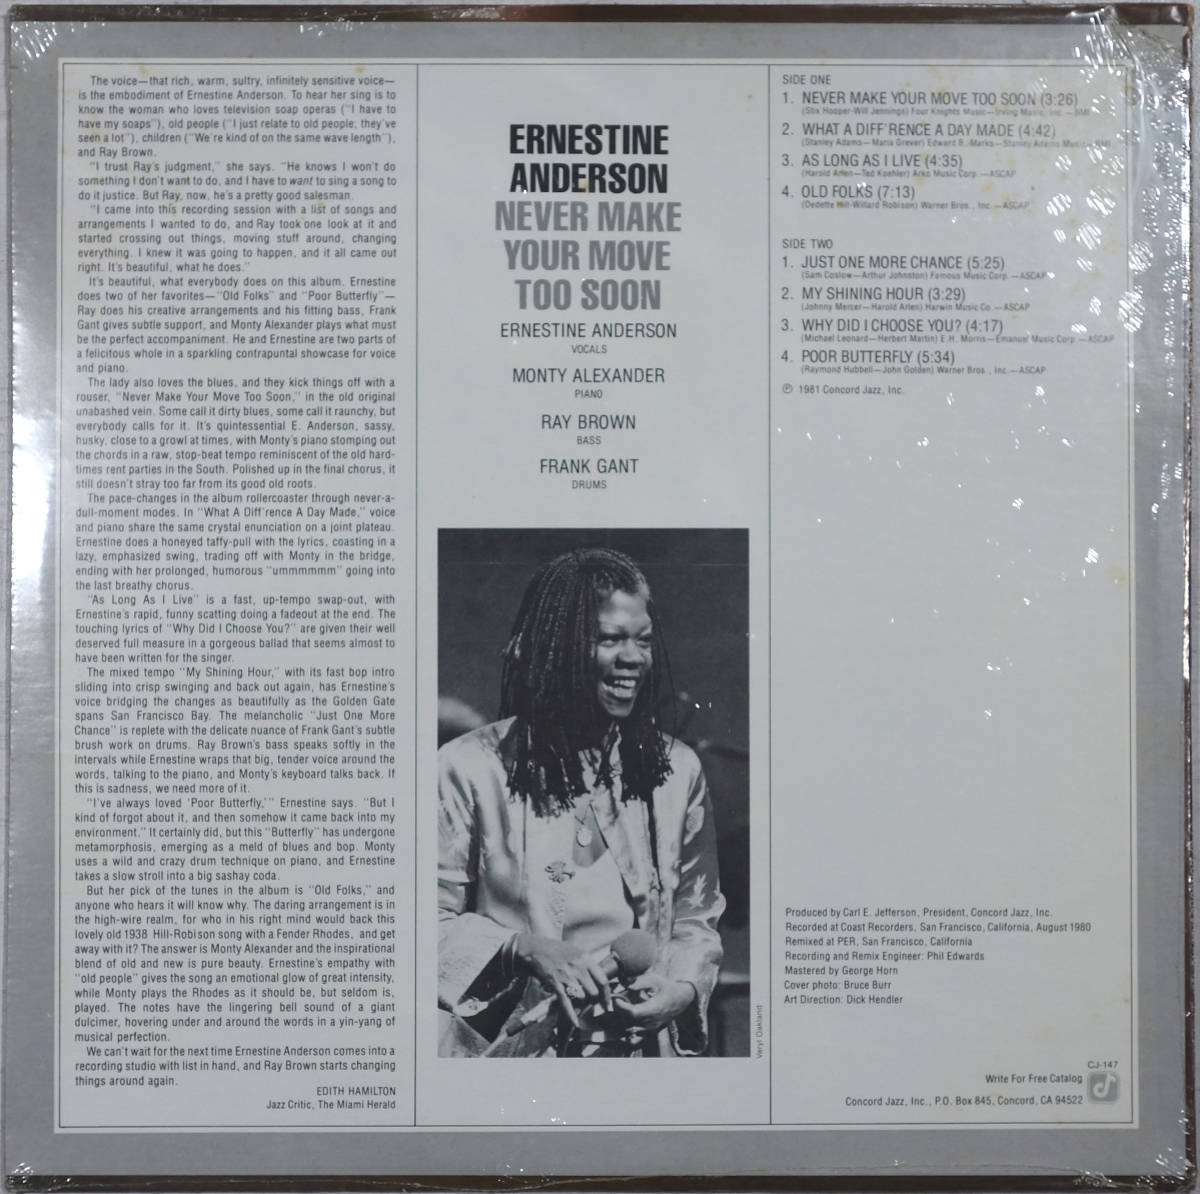 The voice—that rich, warm, sultry, infinitely sensitive voice—
is the embodiment of Ernestine Anderson. To hear her sing is to
know the woman who loves television soap operas ("I have to
have my soaps"), old people ("I just relate to old people; they've
seen a lot"), children ("We're kind of on the same wave length"),
and Ray Brown.
"I trust Ray's judgment," she says. "He knows I won't do
something I don't want to do, and I have to want to sing a song to
do it justice. But Ray, now, he's a pretty good salesman.
"I came into this recording session with a list of songs and
arrangements I wanted to do, and Ray took one look at it and
started crossing out things, moving stuff around, changing
everything. I knew it was going to happen, and it all came out
right. It's beautiful, what he does."
It's beautiful, what everybody does on this album. Ernestine
does two of her favorites—"Old Folks" and "Poor Butterfly"—
Ray does his creative arrangements and his fitting bass, Frank
Gant gives subtle support, and Monty Alexander plays what must
be the perfect accompaniment. He and Ernestine are two parts of
a felicitous whole in a sparkling contrapuntal showcase for voice
and piano.
The lady also loves the blues, and they kick things off with a
rouser, "Never Make Your Move Too Soon," in the old original
unabashed vein. Some call it dirty blues, some call it raunchy, but
everybody calls for it. It's quintessential E. Anderson, sassy,
husky, close to a growl at times, with Monty's piano stomping out
the chords in a raw, stop-beat tempo reminiscent of the old hard-
times rent parties in the South. Polished up in the final chorus, it
still doesn't stray too far from its good old roots.
The pace-changes in the album rollercoaster through never-a-
dull-moment modes. In "What A Diff'rence A Day Made," voice
and piano share the same crystal enunciation on a joint plateau.
Ernestine does a honeyed taffy-pull with the lyrics, coasting in a
lazy, emphasized swing, trading off with Monty in the bridge,
ending with her prolonged, humorous "ummmmmm" going into
the last breathy chorus.
"As Long As I Live" is a fast, up-tempo swap-out, with
Ernestine's rapid, funny scatting doing a fadeout at the end. The
touching lyrics of "Why Did I Choose You?" are given their well
deserved full measure in a gorgeous ballad that seems almost to
have been written for the singer.
The mixed tempo "My Shining Hour," with its fast bop intro
sliding into crisp swinging and back out again, has Ernestine's
voice bridging the changes as beautifully as the Golden Gate
spans San Francisco Bay. The melancholic "Just One More
Chance" is replete with the delicate nuance of Frank Gant's subtle
brush work on drums. Ray Brown's bass speaks softly in the
intervals while Ernestine wraps that big, tender voice around the
words, talking to the piano, and Monty's keyboard talks back. If
this is sadness, we need more of it.
"I've always loved 'Poor Butterfly,'" Ernestine says. "But I
kind of forgot about it, and then somehow it came back into my
environment." It certainly did, but this "Butterfly" has undergone
metamorphosis, emerging as a meld of blues and bop. Monty
uses a wild and crazy drum technique on piano, and Ernestine
takes a slow stroll into a big sashay coda.
But her pick of the tunes in the album is "Old Folks," and
anyone who hears it will know why. The daring arrangement is in
the high-wire realm, for who in his right mind would back this
lovely old 1938 Hill-Robison song with a Fender Rhodes, and get
away with it? The answer is Monty Alexander and the inspirational
blend of old and new is pure beauty. Ernestine's empathy with
"old people" gives the song an emotional glow of great intensity,
while Monty plays the Rhodes as it should be, but seldom is,
played. The notes have the lingering bell sound of a giant
dulcimer, hovering under and around the words in a yin-yang of
musical perfection.
We can't wait for the next time Ernestine Anderson comes into a
recording studio with list in hand, and Ray Brown starts changing
things around again.
EDITH HAMILTON
Jazz Critic, The Miami Herald
ERNESTINE
ANDERSON
NEVER MAKE
YOUR MOVE
TOO SOON
ERNESTINE ANDERSON
VOCALS
MONTY ALEXANDER
PIANO
RAY BROWN
BASS
FRANK GANT
DRUMS
Veryl Oakland
SIDE ONE
1. NEVER MAKE YOUR MOVE TOO SOON (3:26)
(Stix Hooper-Will Jennings) Four Knights Music—Irving Music, Inc.—BMI
2. WHAT A DIFF'RENCE A DAY MADE (4:42)
(Stanley Adams—Maria Grever) Edward B. Marks—Stanley Adams Music—BMI
3. AS LONG AS I LIVE (4:35)
(Harold Arlen—Ted Koehler) Arko Music Corp.—ASCAP
4. OLD FOLKS (7:13)
(Dedette Hill-Willard Robison) Warner Bros., Inc.—ASCAP
SIDE TWO
1. JUST ONE MORE CHANCE (5:25)
(Sam Coslow—Arthur Johnston) Famous Music Corp.—ASCAP
2. MY SHINING HOUR (3:29)
(Johnny Mercer—Harold Arlen) Harwin Music Co.—ASCAP
3. WHY DID I CHOOSE YOU? (4:17)
(Michael Leonard—Herbert Martin) E.H. Morris—Emanuel Music Corp.—ASCAP
4. POOR BUTTERFLY (5:34)
(Raymond Hubbell—John Golden) Warner Bros., Inc.—ASCAP
℗ 1981 Concord Jazz, Inc.
Produced by Carl E. Jefferson, President, Concord Jazz, Inc.
Recorded at Coast Recorders, San Francisco, California, August 1980
Remixed at PER, San Francisco, California
Recording and Remix Engineer: Phil Edwards
Mastered by George Horn
Cover photo: Bruce Burr
Art Direction: Dick Hendler
CJ-147
Write For Free Catalog
Concord Jazz, Inc., P.O. Box 845, Concord, CA 94522